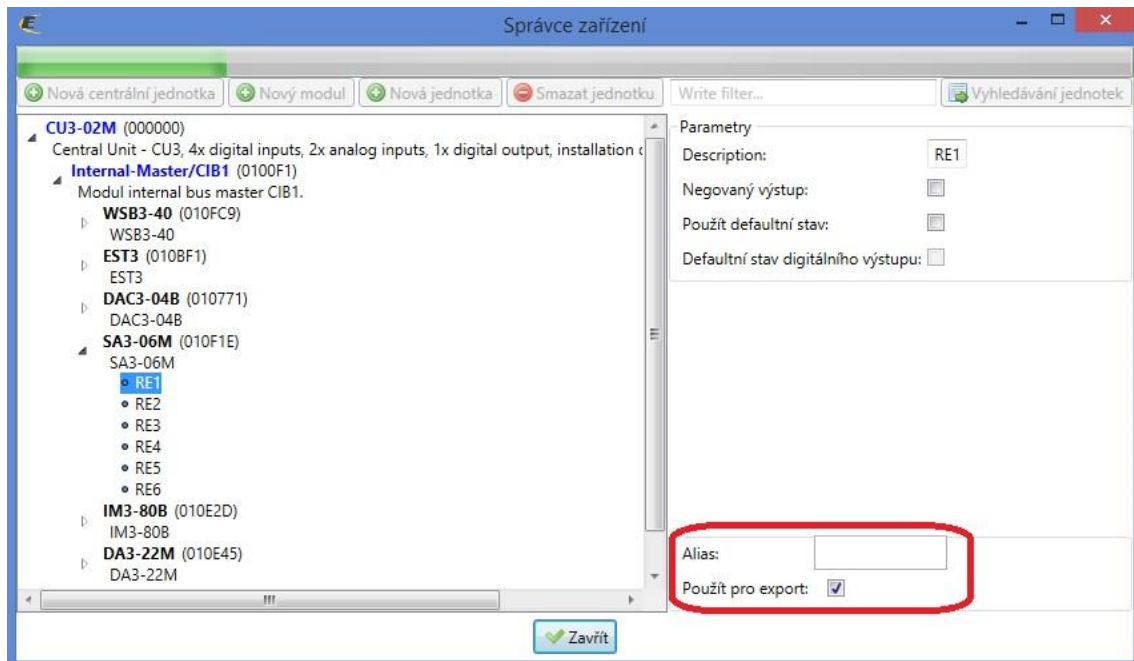 Správce zařízení
Nová centrální jednotka Nový modul Nová jednotka Smazat jednotku Write filter... Vyhledávání jednotek
CU3-02M (000000)
Central Unit - CU3, 4x digital inputs, 2x analog inputs, 1x digital output, installation
Internal-Master/CIB1 (0100F1)
Modul internal bus master CIB1.
WSB3-40 (010FC9)
WSB3-40
EST3 (010BF1)
EST3
DAC3-04B (010771)
DAC3-04B
SA3-06M (010F1E)
SA3-06M
RE1
RE2
RE3
RE4
RE5
RE6
IM3-80B (010E2D)
IM3-80B
DA3-22M (010E45)
DA3-22M
Parametry
Description: RE1
Negovaný výstup:
Použít defaultní stav:
Defaultní stav digitálního výstupu:
Alias:
Použít pro export:
Zavřít